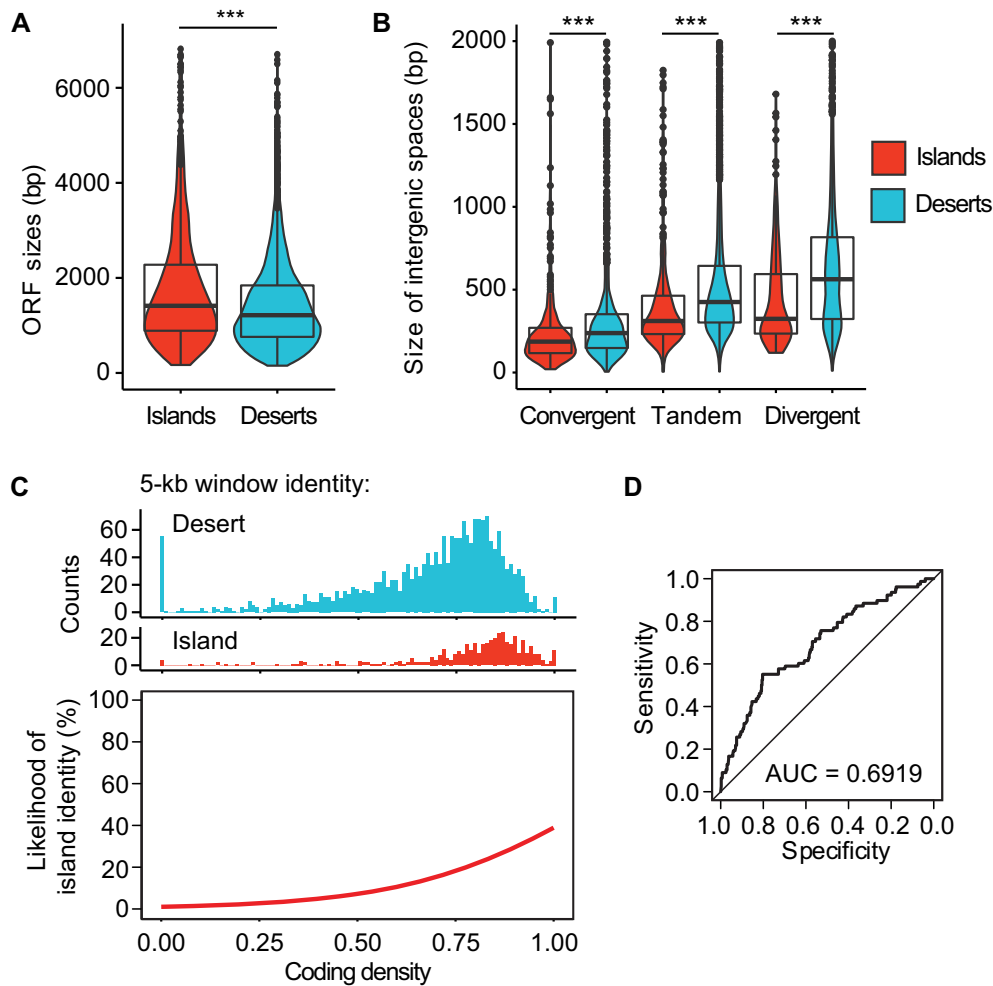 A
***
ORF sizes (bp)
6000
4000
2000
0
Islands Deserts
B
*** *** ***
Size of intergenic spaces (bp)
2000
1500
1000
500
0
Convergent Tandem Divergent
Islands
Deserts
C
5-kb window identity:
Desert
Counts
60
40
20
0
Island
20
0
Likelihood of
island identity (%)
100
80
60
40
20
0
0.00 0.25 0.50 0.75 1.00
Coding density
D
Sensitivity
1.0
0.8
0.6
0.4
0.2
0.0
AUC = 0.6919
1.0 0.8 0.6 0.4 0.2 0.0
Specificity